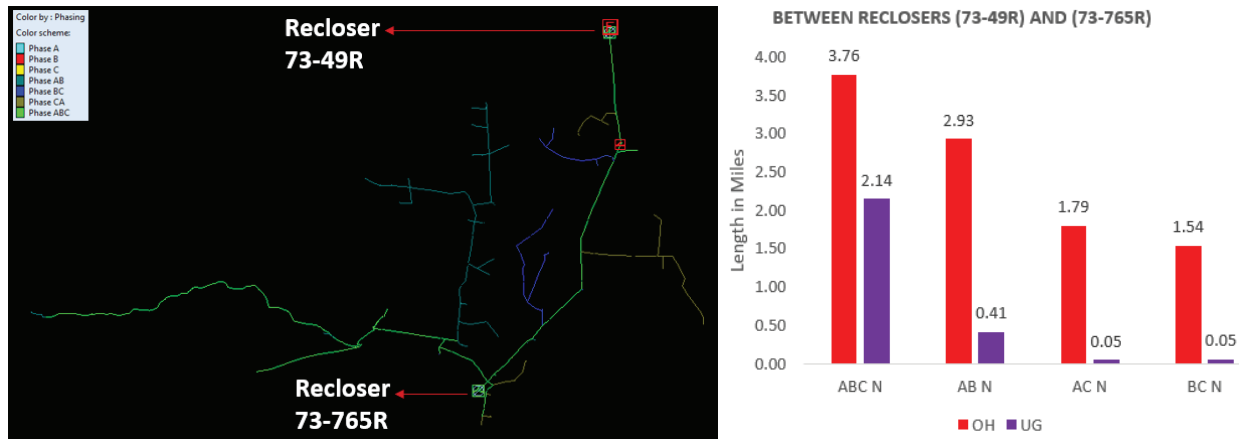 Color by : Phasing
Color scheme:
Phase A
Phase B
Phase C
Phase AB
Phase BC
Phase CA
Phase ABC
Recloser
73-49R
Recloser
73-765R
BETWEEN RECLOSERS (73-49R) AND (73-765R)
Length in Miles
4.00
3.50
3.00
2.50
2.00
1.50
1.00
0.50
0.00
3.76
2.14
2.93
0.41
1.79
0.05
1.54
0.05
ABC N
AB N
AC N
BC N
OH
UG